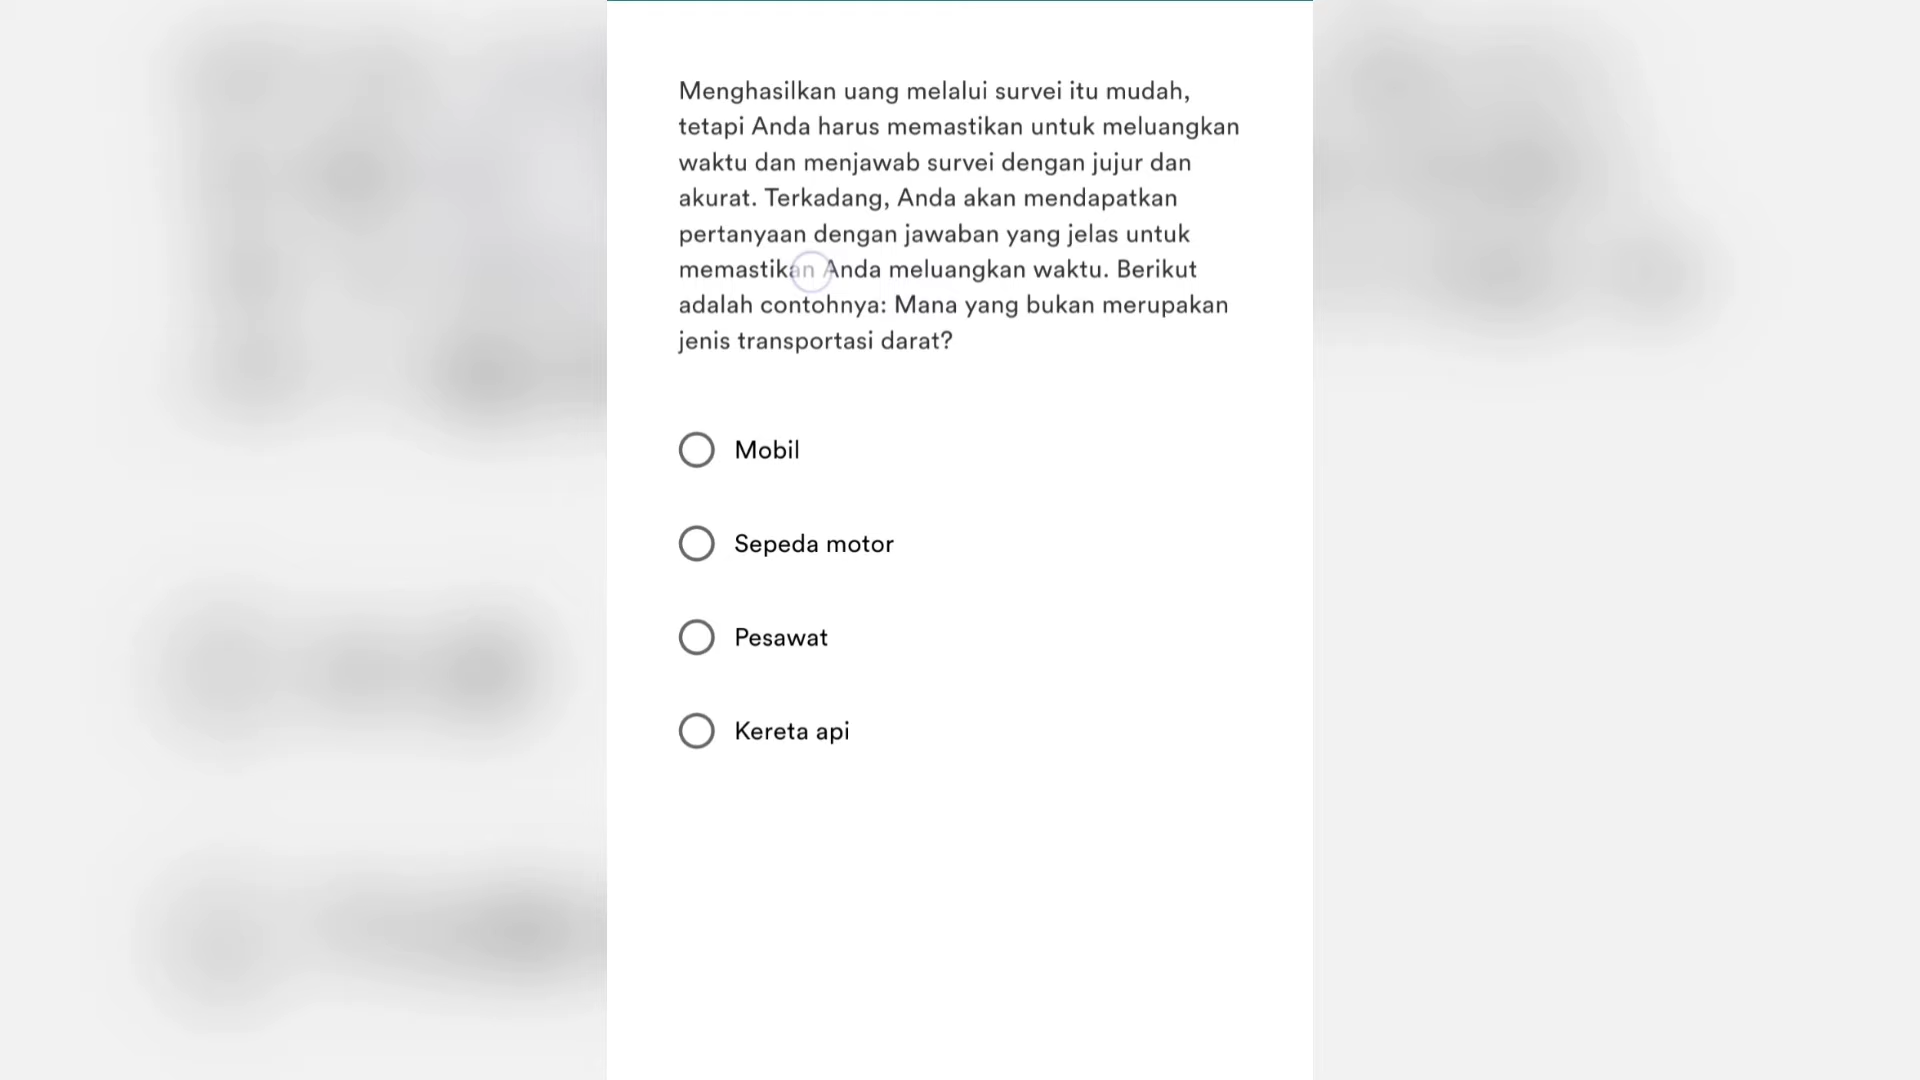 Menghasilkan uang melalui survei itu mudah,
tetapi Anda harus memastikan untuk meluangkan
waktu dan menjawab survei dengan jujur dan
akurat. Terkadang, Anda akan mendapatkan
pertanyaan dengan jawaban yang jelas untuk
memastikan Anda meluangkan waktu. Berikut
adalah contohnya: Mana yang bukan merupakan
jenis transportasi darat?
Mobil
Sepeda motor
Pesawat
Kereta api